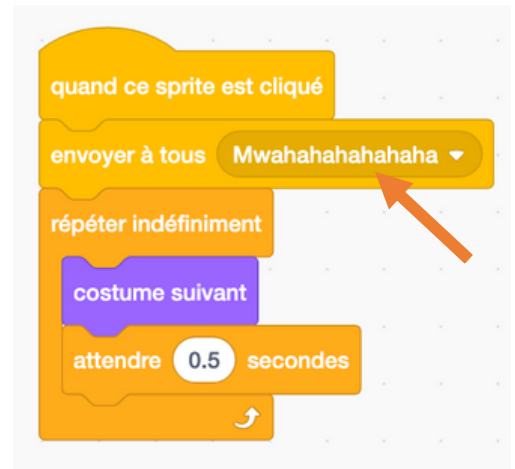 quand ce sprite est cliqué
envoyer à tous Mwahahahahahaha
répéter indéfiniment
costume suivant
attendre 0.5 secondes